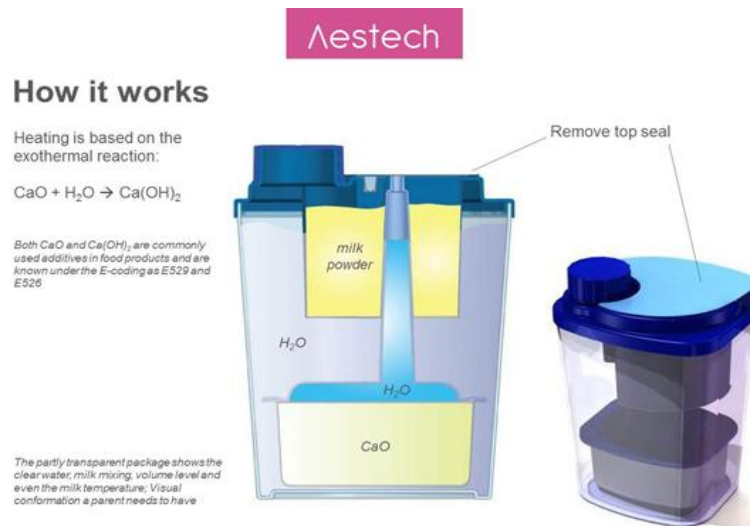 Aestech
How it works
Heating is based on the
exothermal reaction:
CaO + H₂O → Ca(OH)₂
Both CaO and Ca(OH)₂ are commonly
used additives in food products and are
known under the E-coding as E529 and
E526
The partly transparent package shows the
clear water, milk mixing, volume level and
even the milk temperature; Visual
conformation a parent needs to have
Remove top seal
milk
powder
H₂O
H₂O
CaO